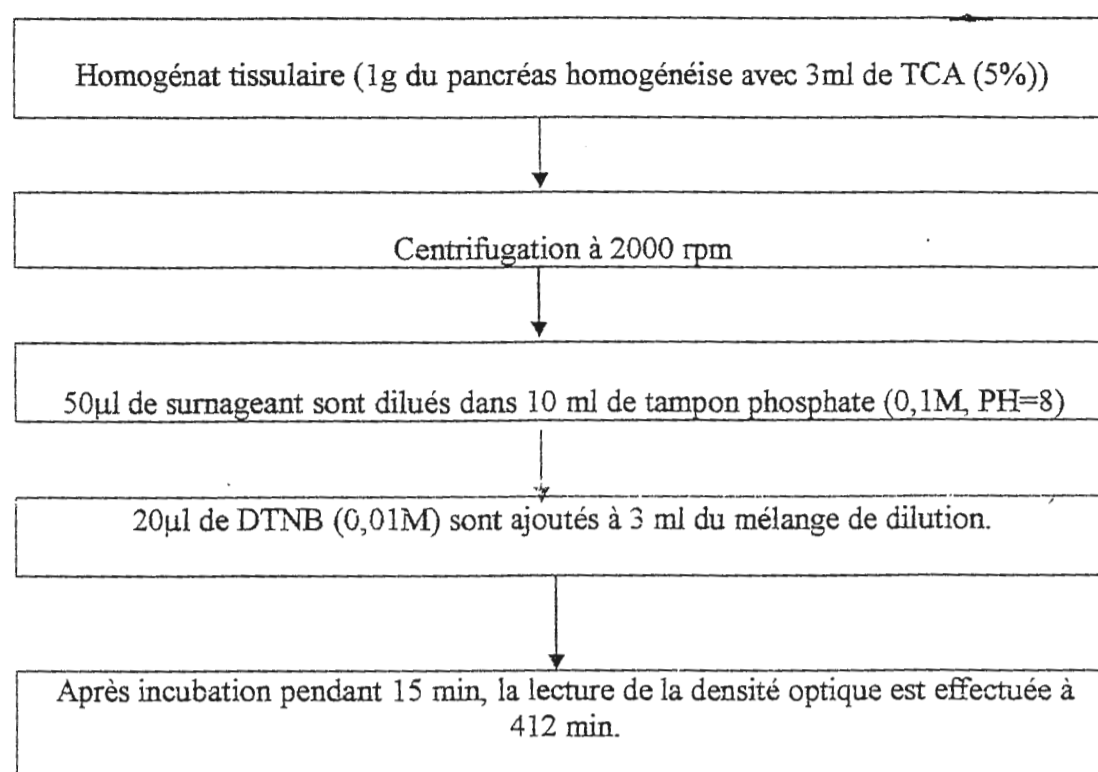 Homogénat tissulaire (1g du pancréas homogénéise avec 3ml de TCA (5%))
Centrifugation à 2000 rpm
50µl de surnageant sont dilués dans 10 ml de tampon phosphate (0,1M, PH=8)
20µl de DTNB (0,01M) sont ajoutés à 3 ml du mélange de dilution.
Après incubation pendant 15 min, la lecture de la densité optique est effectuée à
412 min.